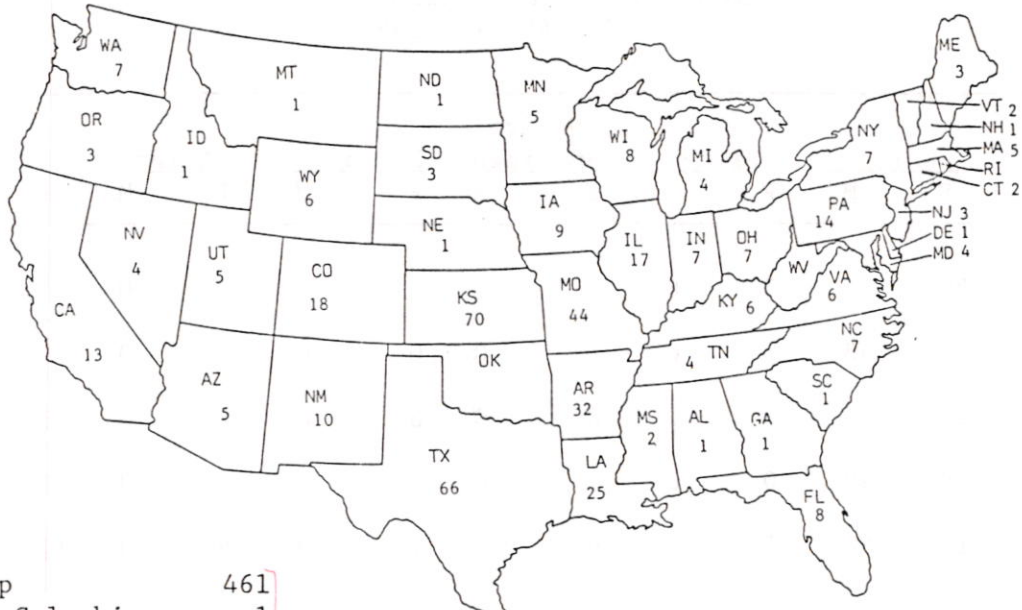 WA
7
OR
3
ID
1
MT
1
ND
1
SD
3
WY
6
NE
1
MN
5
IA
9
WI
8
MI
4
IL
17
IN
7
OH
7
PA
14
NY
7
ME
3
VT 2
NH 1
MA 5
RI
CT 2
NJ 3
DE 1
MD 4
NV
4
UT
5
CO
18
KS
70
MO
44
KY 6
WV
VA
6
NC
7
4 TN
SC
1
CA
13
AZ
5
NM
10
OK
AR
32
MS
2
AL
1
GA
1
TX
66
LA
25
FL
8
p 461